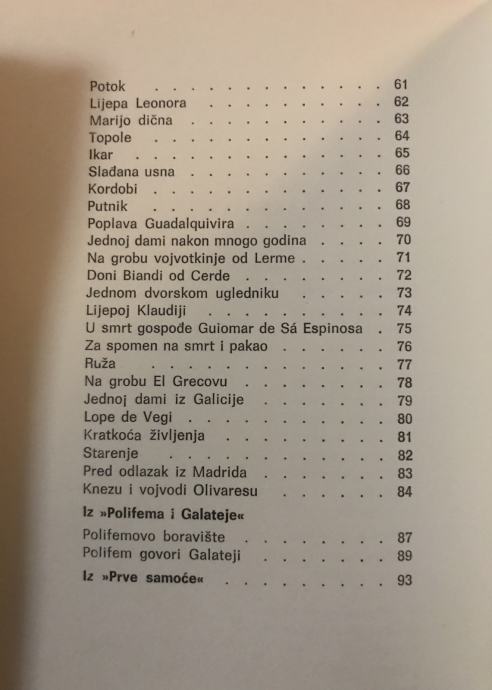 Potok . . . . . . . . . . . . . 61
Lijepa Leonora . . . . . . . . . 62
Marijo dična . . . . . . . . . . 63
Topole . . . . . . . . . . . . 64
Ikar . . . . . . . . . . . . . 65
Slađana usna . . . . . . . . . . 66
Kordobi . . . . . . . . . . . . 67
Putnik . . . . . . . . . . . . 68
Poplava Guadalquivira . . . . . . . 69
Jednoj dami nakon mnogo godina . . . . 70
Na grobu vojvotkinje od Lerme . . . . . 71
Doni Biandi od Cerde . . . . . . . . 72
Jednom dvorskom ugledniku . . . . . 73
Lijepoj Klaudiji . . . . . . . . . 74
U smrt gospođe Guiomar de Sá Espinosa . 75
Za spomen na smrt i pakao . . . . . . 76
Ruža . . . . . . . . . . . . 77
Na grobu El Grecovu . . . . . . . . 78
Jednoj dami iz Galicije . . . . . . . 79
Lope de Vegi . . . . . . . . . . 80
Kratkoća življenja . . . . . . . . 81
Starenje . . . . . . . . . . . 82
Pred odlazak iz Madrida . . . . . . . 83
Knezu i vojvodi Olivaresu . . . . . . 84
Iz »Polifema i Galateje«
Polifemovo boravište . . . . . . . . 87
Polifem govori Galateji . . . . . . . 89
Iz »Prve samoće« . . . . . . . . . 93